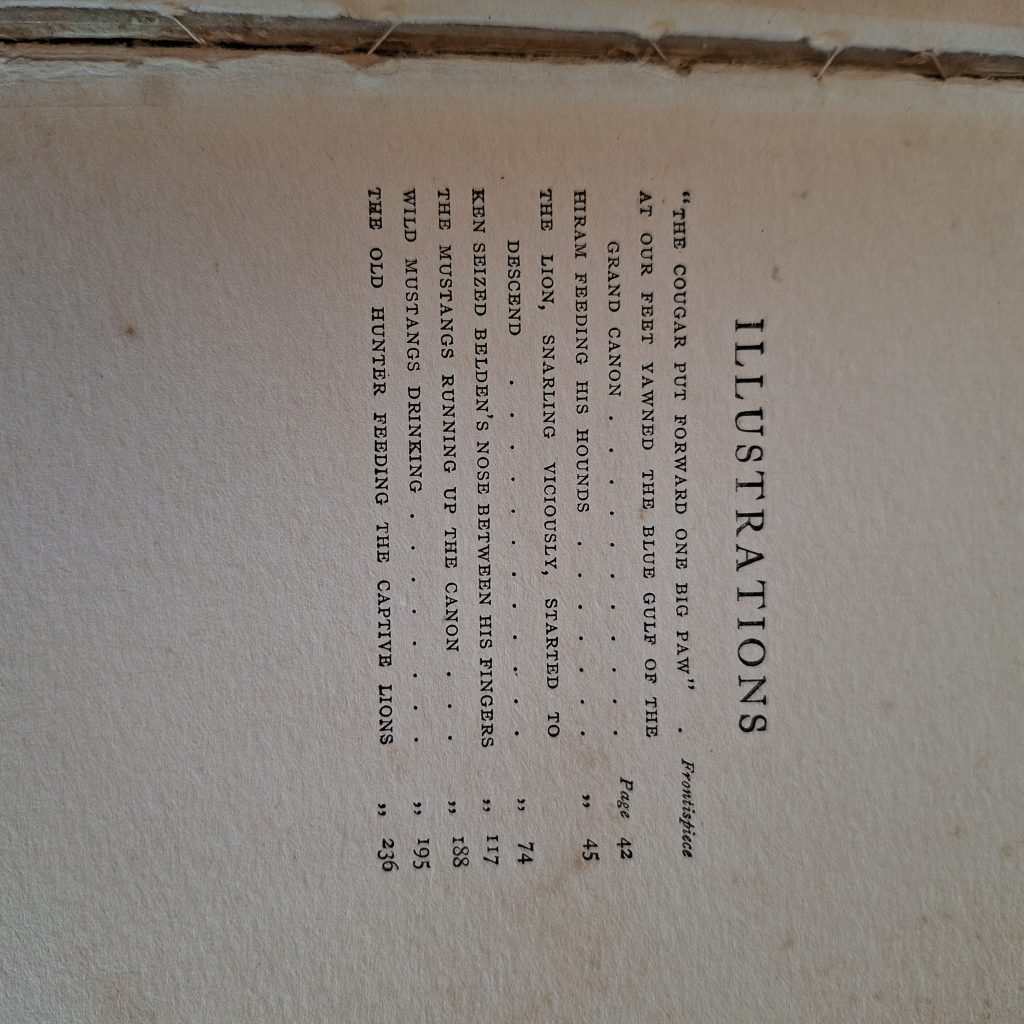 ILLUSTRATIONS
"THE COUGAR PUT FORWARD ONE BIG PAW" . Frontispiece
AT OUR FEET YAWNED THE BLUE GULF OF THE
GRAND CANON . . . . . . . . . . . Page 42
HIRAM FEEDING HIS HOUNDS . . . . . . . „ 45
THE LION, SNARLING VICIOUSLY, STARTED TO
DESCEND . . . . . . . . . . . . „ 74
KEN SEIZED BELDEN'S NOSE BETWEEN HIS FINGERS „ 117
THE MUSTANGS RUNNING UP THE CANON . . . „ 188
WILD MUSTANGS DRINKING . . . . . . . . „ 195
THE OLD HUNTER FEEDING THE CAPTIVE LIONS „ 236